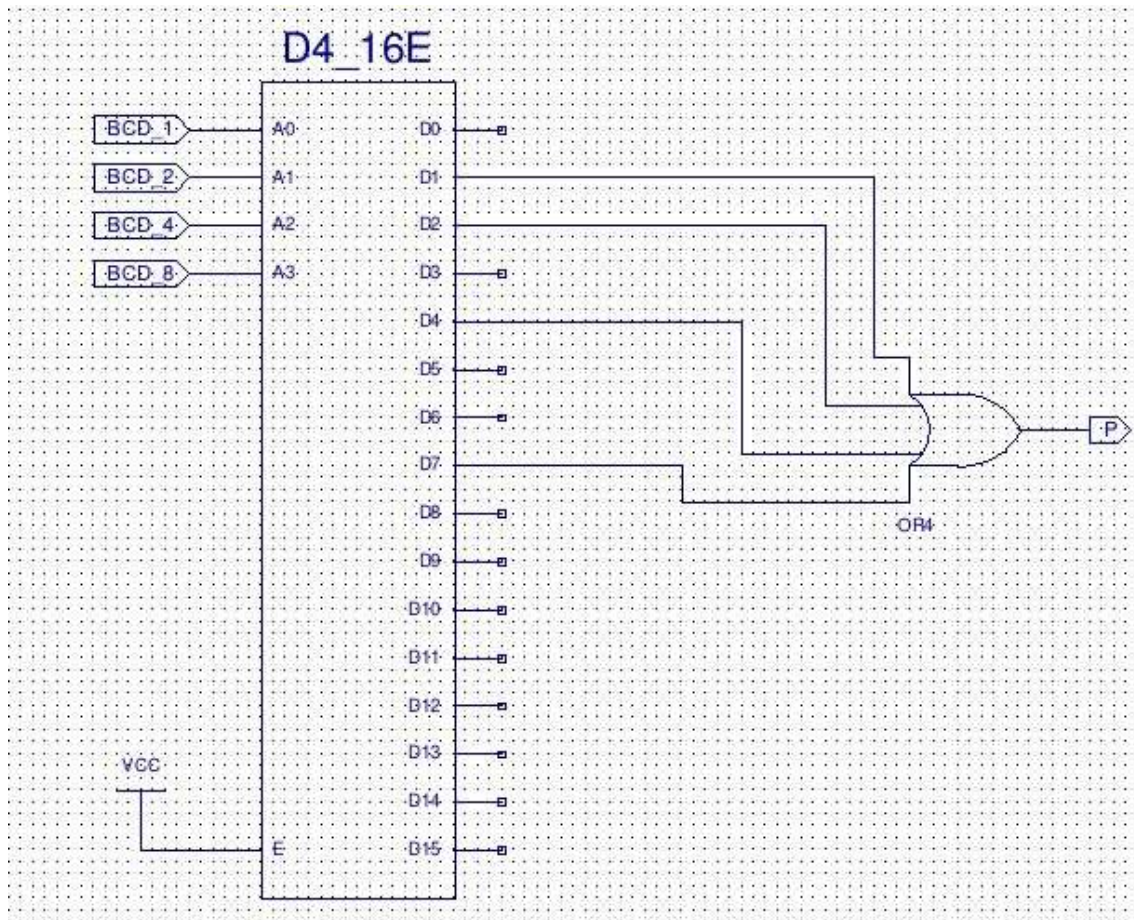 D4_16E
BCD_1 A0 D0
BCD_2 A1 D1
BCD_4 A2 D2
BCD_8 A3 D3
D4
D5
D6
P
D7
D8
OR4
D9
D10
D11
D12
D13
VCC
D14
E D15